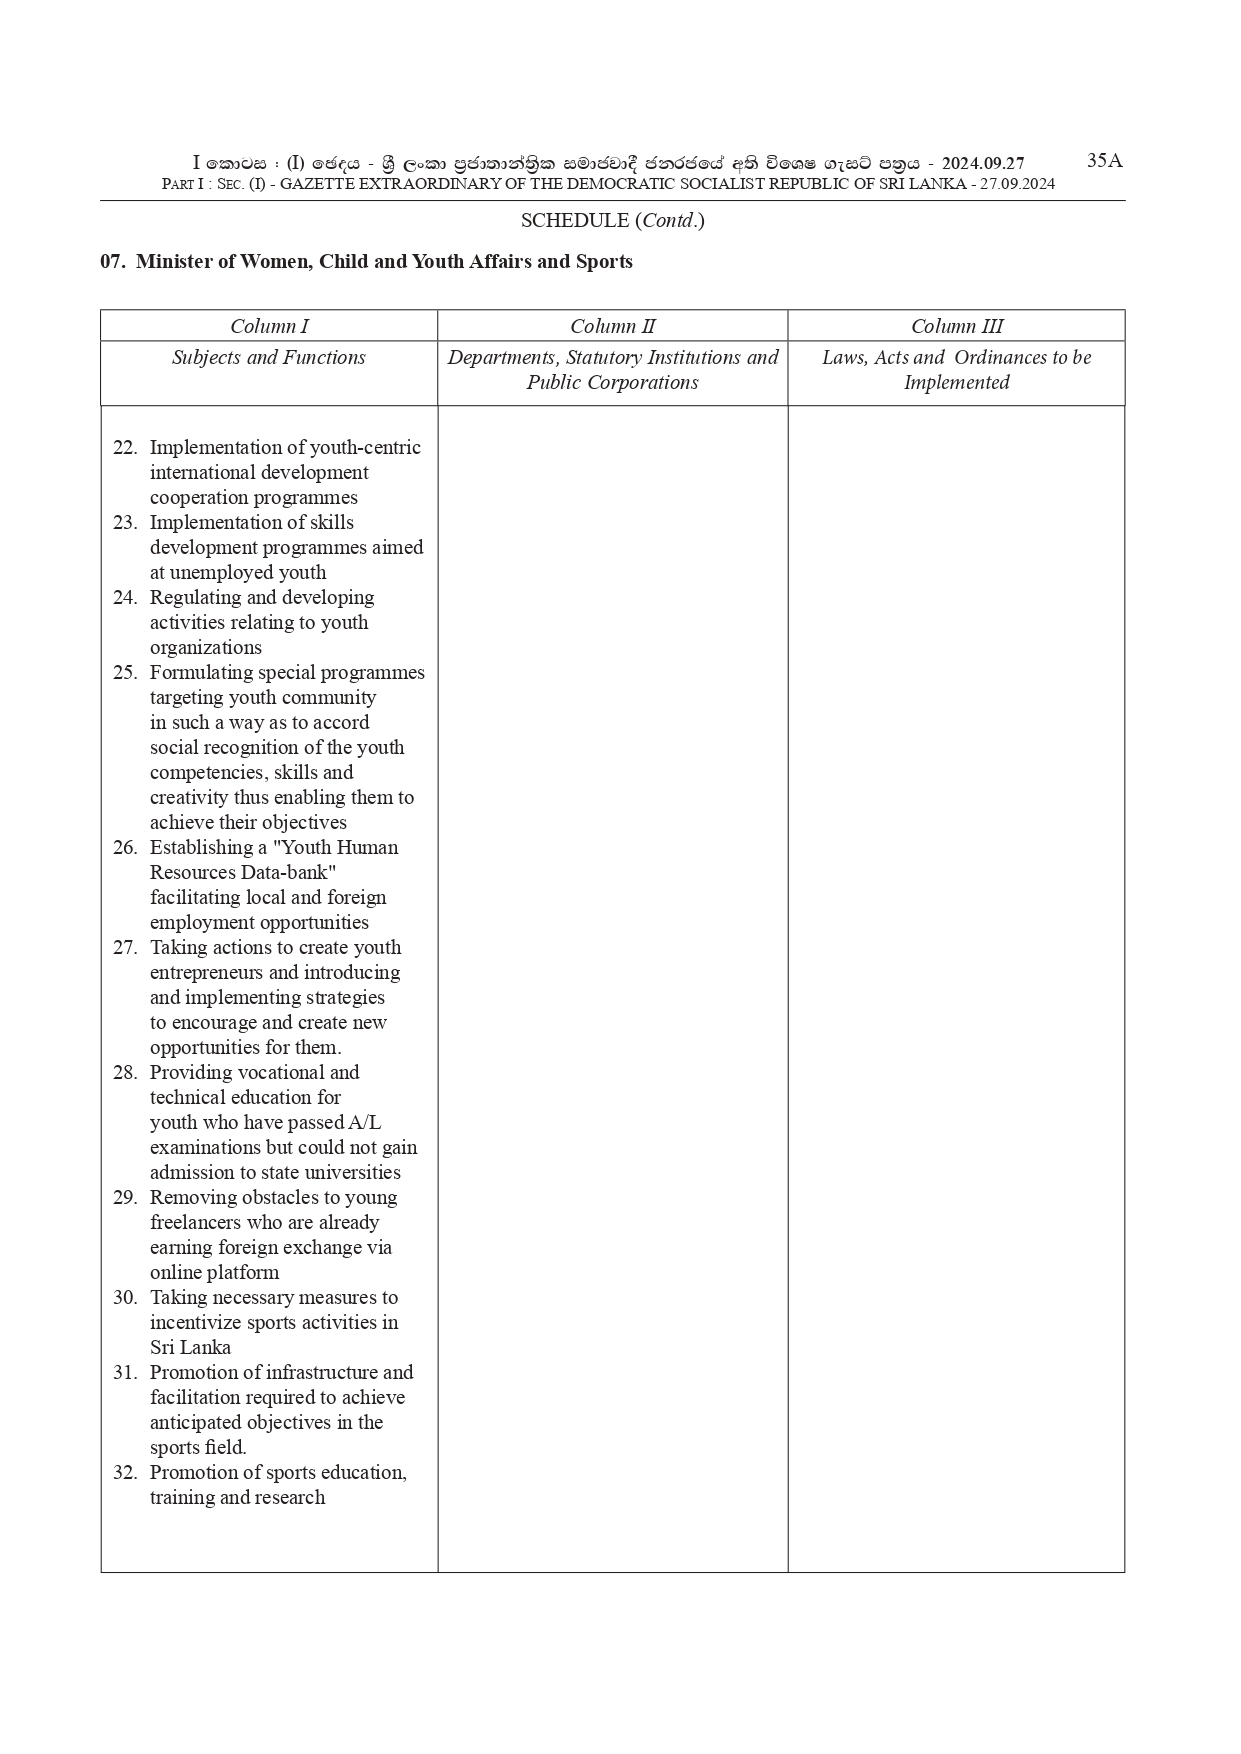 I කොටස : (I) ඡේදය - ශ්‍රී ලංකා ප්‍රජාතාන්ත්‍රික සමාජවාදී ජනරජයේ අති විශෙෂ ගැසට් පත්‍රය - 2024.09.27 35A
PART I : SEC. (I) - GAZETTE EXTRAORDINARY OF THE DEMOCRATIC SOCIALIST REPUBLIC OF SRI LANKA - 27.09.2024
SCHEDULE (Contd.)
07. Minister of Women, Child and Youth Affairs and Sports
Column I Column II Column III
Subjects and Functions
Departments, Statutory Institutions and
Public Corporations
Laws, Acts and Ordinances to be
Implemented
22. Implementation of youth-centric
international development
cooperation programmes
23. Implementation of skills
development programmes aimed
at unemployed youth
24. Regulating and developing
activities relating to youth
organizations
25. Formulating special programmes
targeting youth community
in such a way as to accord
social recognition of the youth
competencies, skills and
creativity thus enabling them to
achieve their objectives
26. Establishing a "Youth Human
Resources Data-bank"
facilitating local and foreign
employment opportunities
27. Taking actions to create youth
entrepreneurs and introducing
and implementing strategies
to encourage and create new
opportunities for them.
28. Providing vocational and
technical education for
youth who have passed A/L
examinations but could not gain
admission to state universities
29. Removing obstacles to young
freelancers who are already
earning foreign exchange via
online platform
30. Taking necessary measures to
incentivize sports activities in
Sri Lanka
31. Promotion of infrastructure and
facilitation required to achieve
anticipated objectives in the
sports field.
32. Promotion of sports education,
training and research